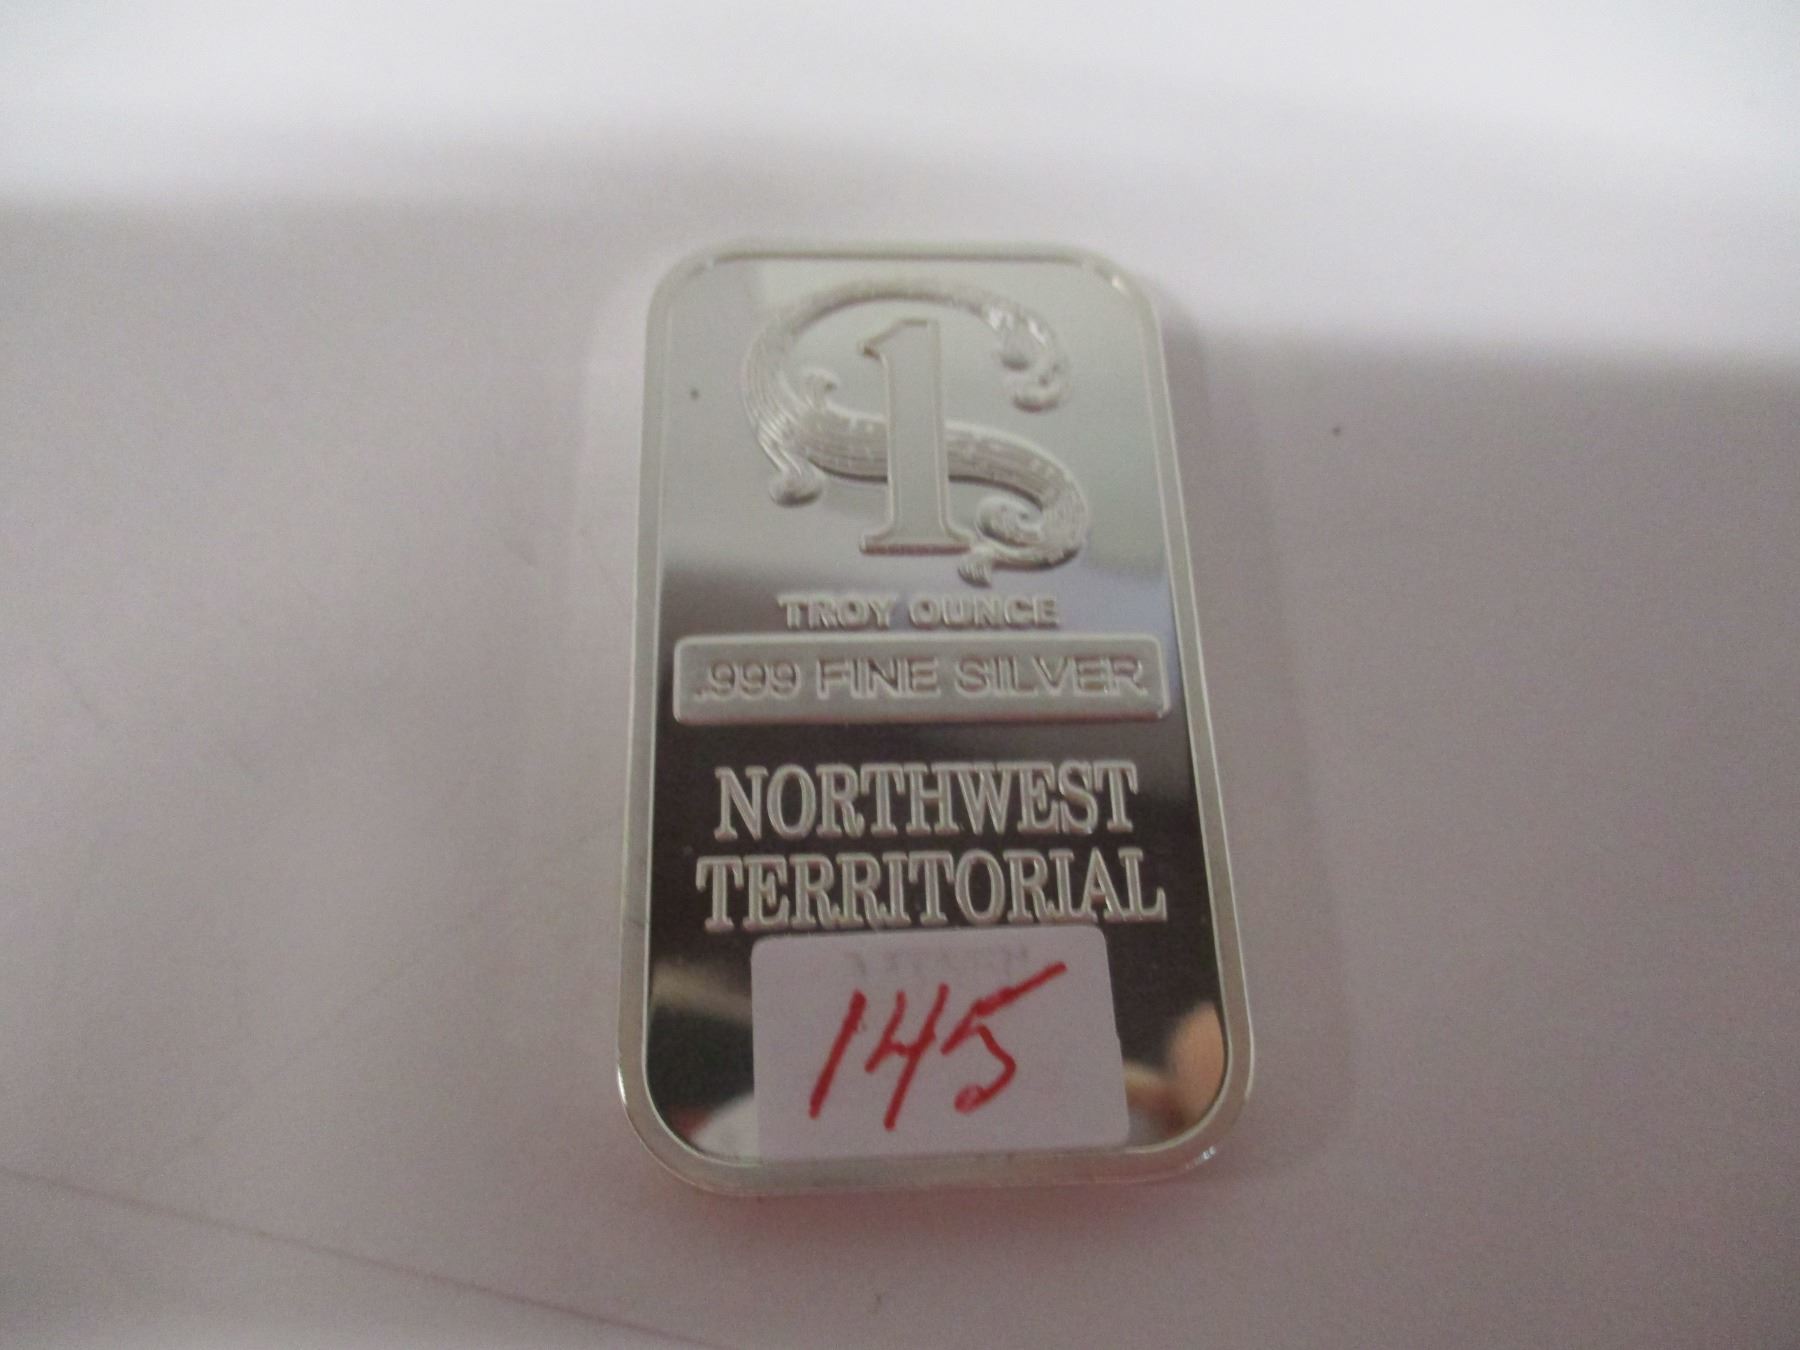 1
TROY OUNCE
.999 FINE SILVER
NORTHWEST
TERRITORIAL
145